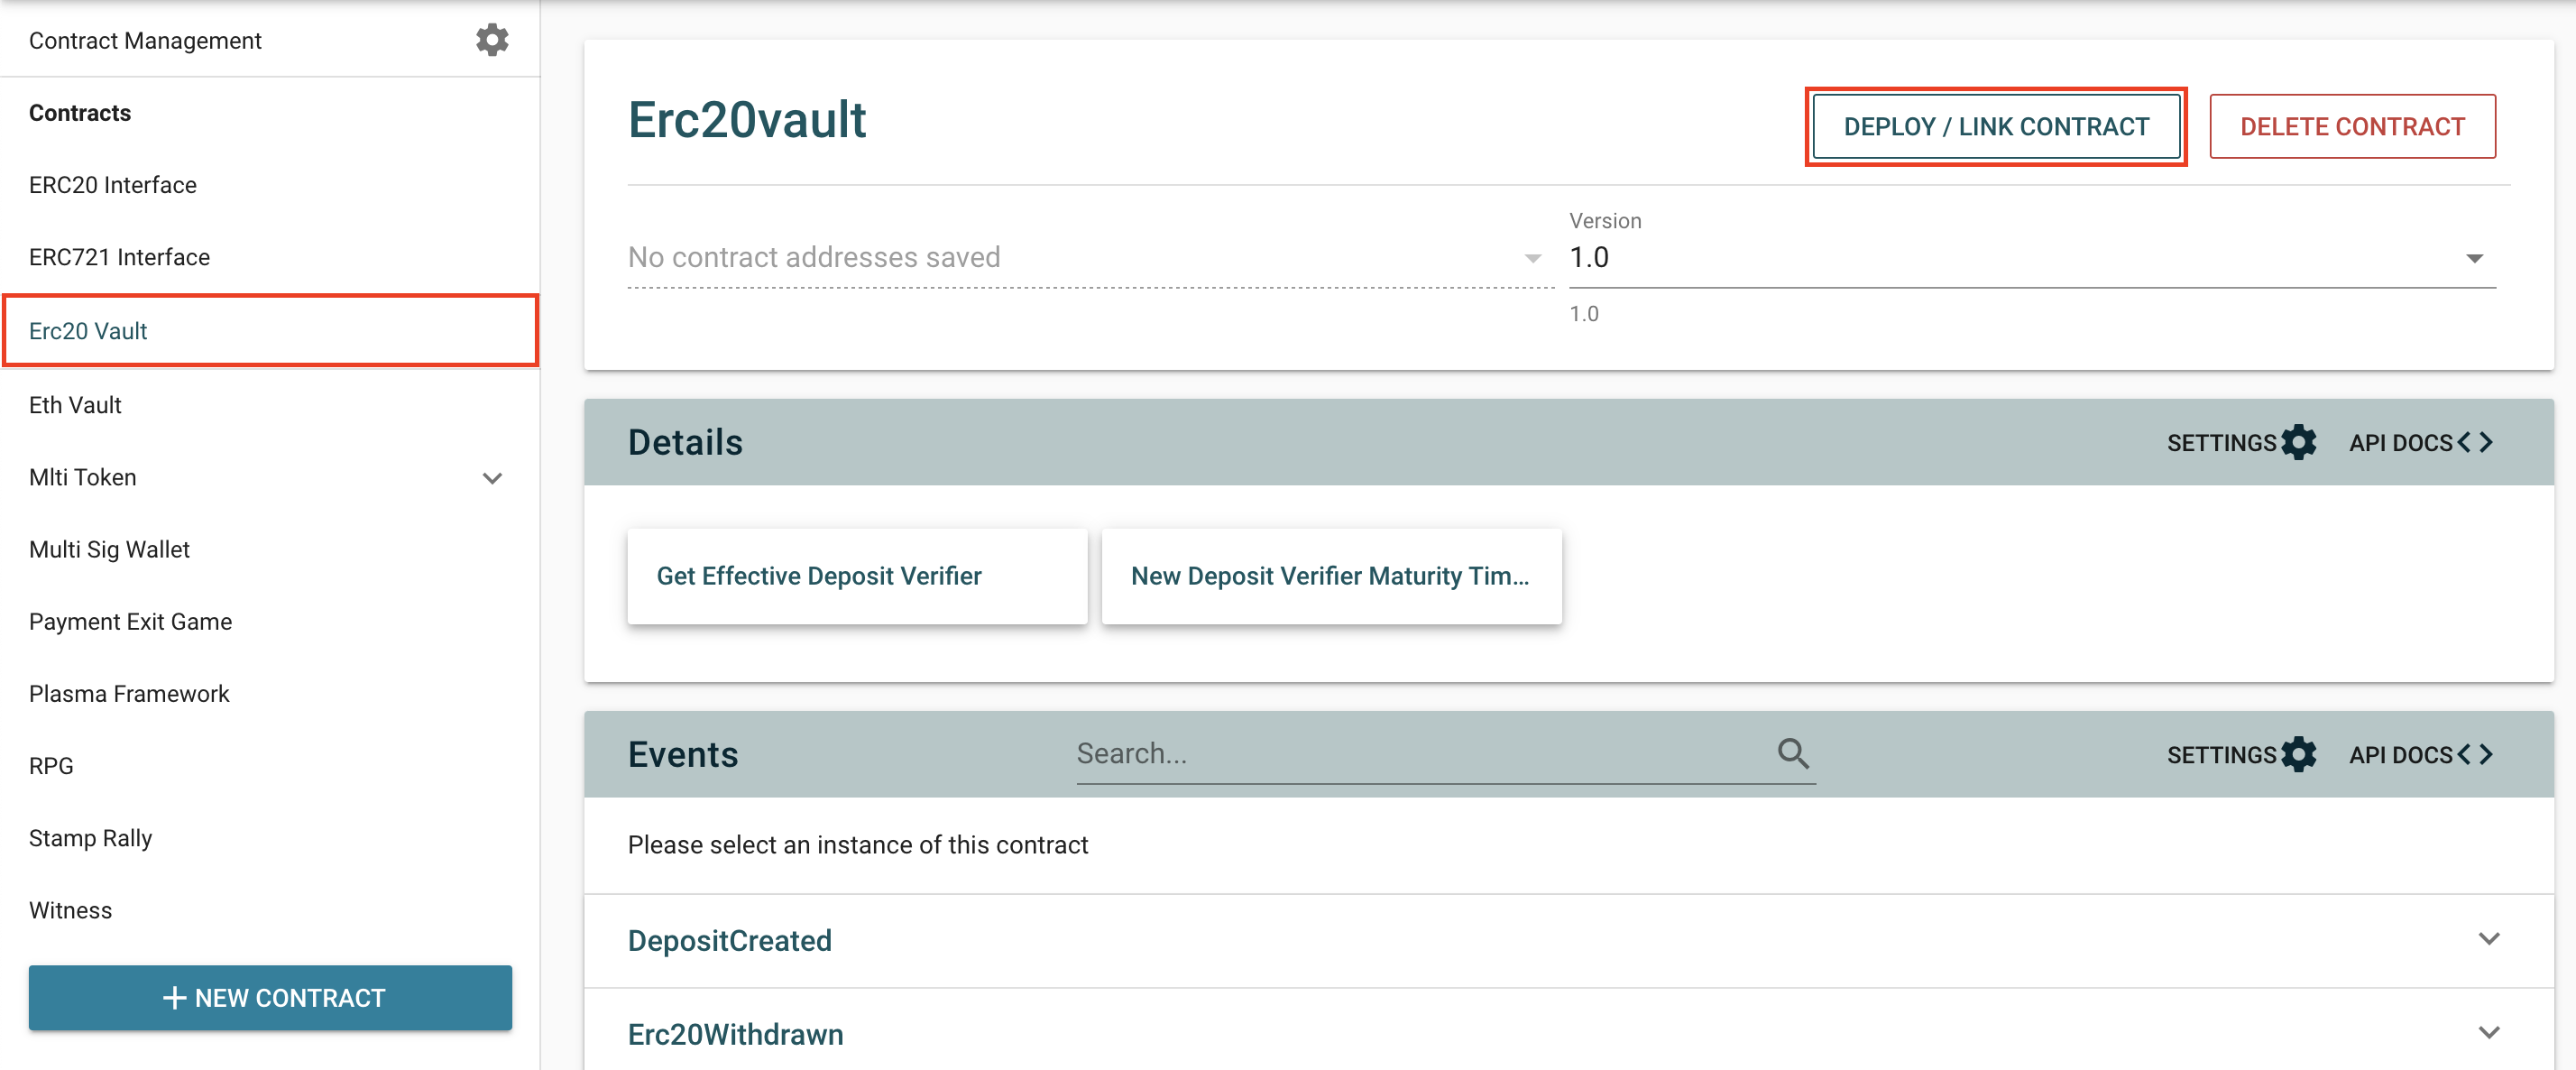 Contract Management
Contracts
ERC20 Interface
ERC721 Interface
Erc20 Vault
Eth Vault
Mlti Token
Multi Sig Wallet
Payment Exit Game
Plasma Framework
RPG
Stamp Rally
Witness
NEW CONTRACT
Erc20vault
DEPLOY / LINK CONTRACT
DELETE CONTRACT
No contract addresses saved
Version
1.0
1.0
Details
SETTINGS
API DOCS
Get Effective Deposit Verifier
New Deposit Verifier Maturity Tim...
Events
Search...
SETTINGS
API DOCS
Please select an instance of this contract
DepositCreated
Erc20Withdrawn